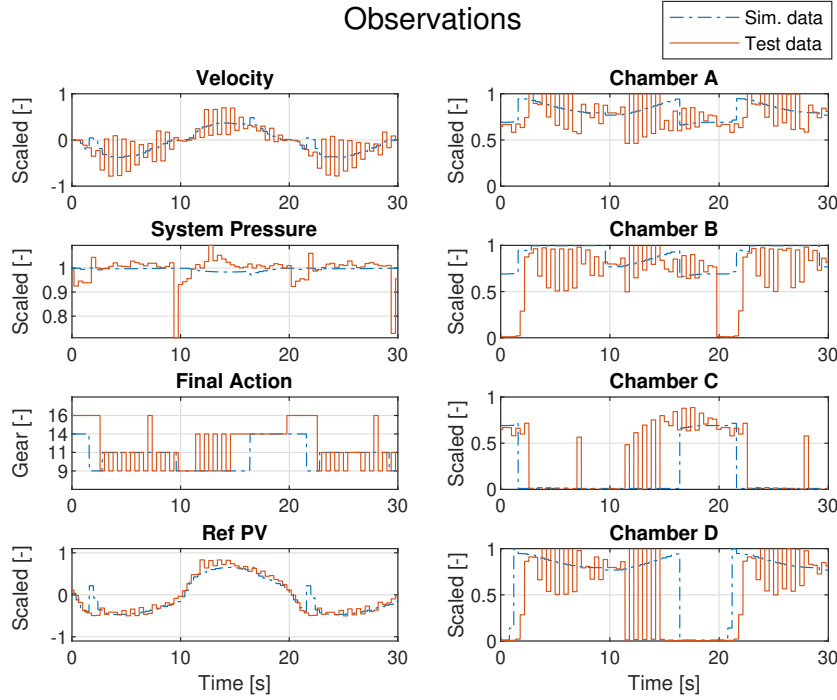 Observations
Sim. data
Test data
Velocity
Scaled [-]
1
0
-1
0 10 20 30
Chamber A
Scaled [-]
1
0.5
0
0 10 20 30
System Pressure
Scaled [-]
1
0.9
0.8
0 10 20 30
Chamber B
Scaled [-]
1
0.5
0
0 10 20 30
Final Action
Gear [-]
16
14
11
9
0 10 20 30
Chamber C
Scaled [-]
1
0.5
0
0 10 20 30
Ref PV
Scaled [-]
1
0
-1
0 10 20 30
Time [s]
Chamber D
Scaled [-]
1
0.5
0
0 10 20 30
Time [s]